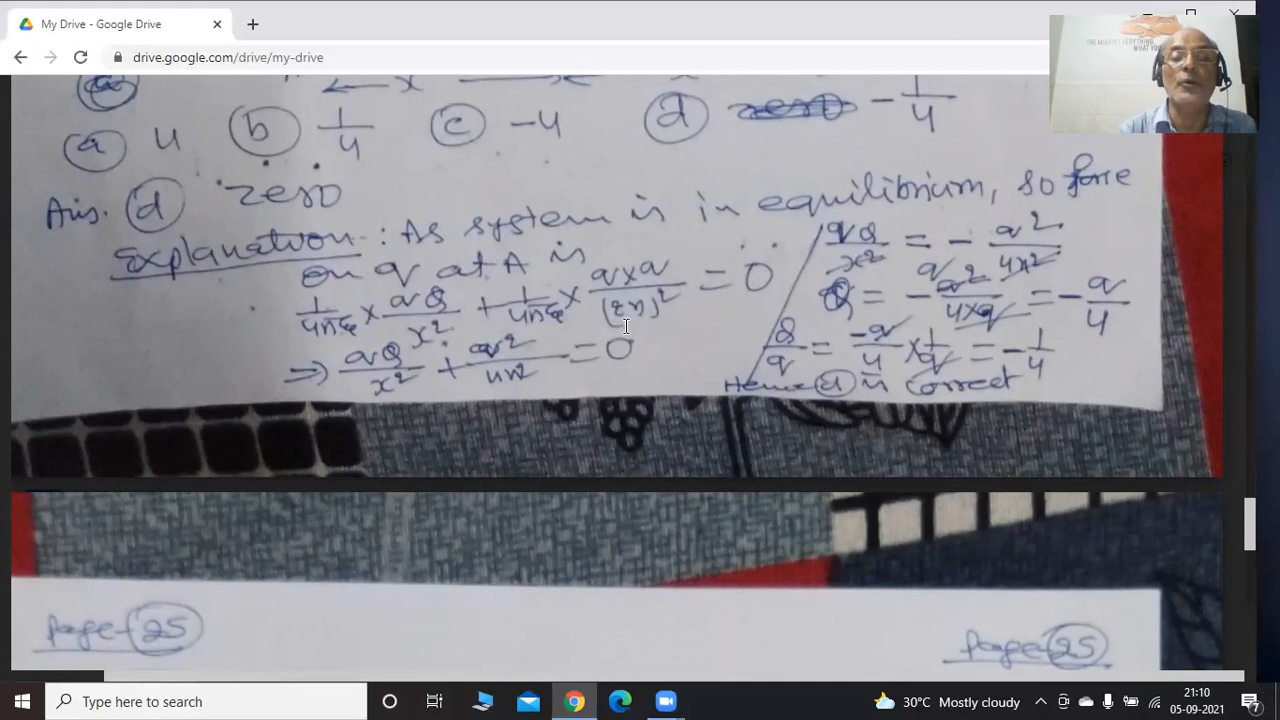 My Drive - Google Drive
drive.google.com/drive/my-drive
(a) 4 (b) 1/4 (c) -4 (d) -1/4
Ans. (d) zero
Explanation: As system is in equilibrium, so force
on q at A is
1/4πε × qQ/x² + 1/4πε × q×q/(2x)² = 0
⇒ qQ/x² + q²/4x² = 0
qQ/x² = - q²/4x²
Q = - q²/4×q = - q/4
Q/q = -q/4 × 1/q = - 1/4
Hence (d) is correct
Page-(25) Page-(25)
Type here to search
30°C Mostly cloudy
21:10
05-09-2021
7